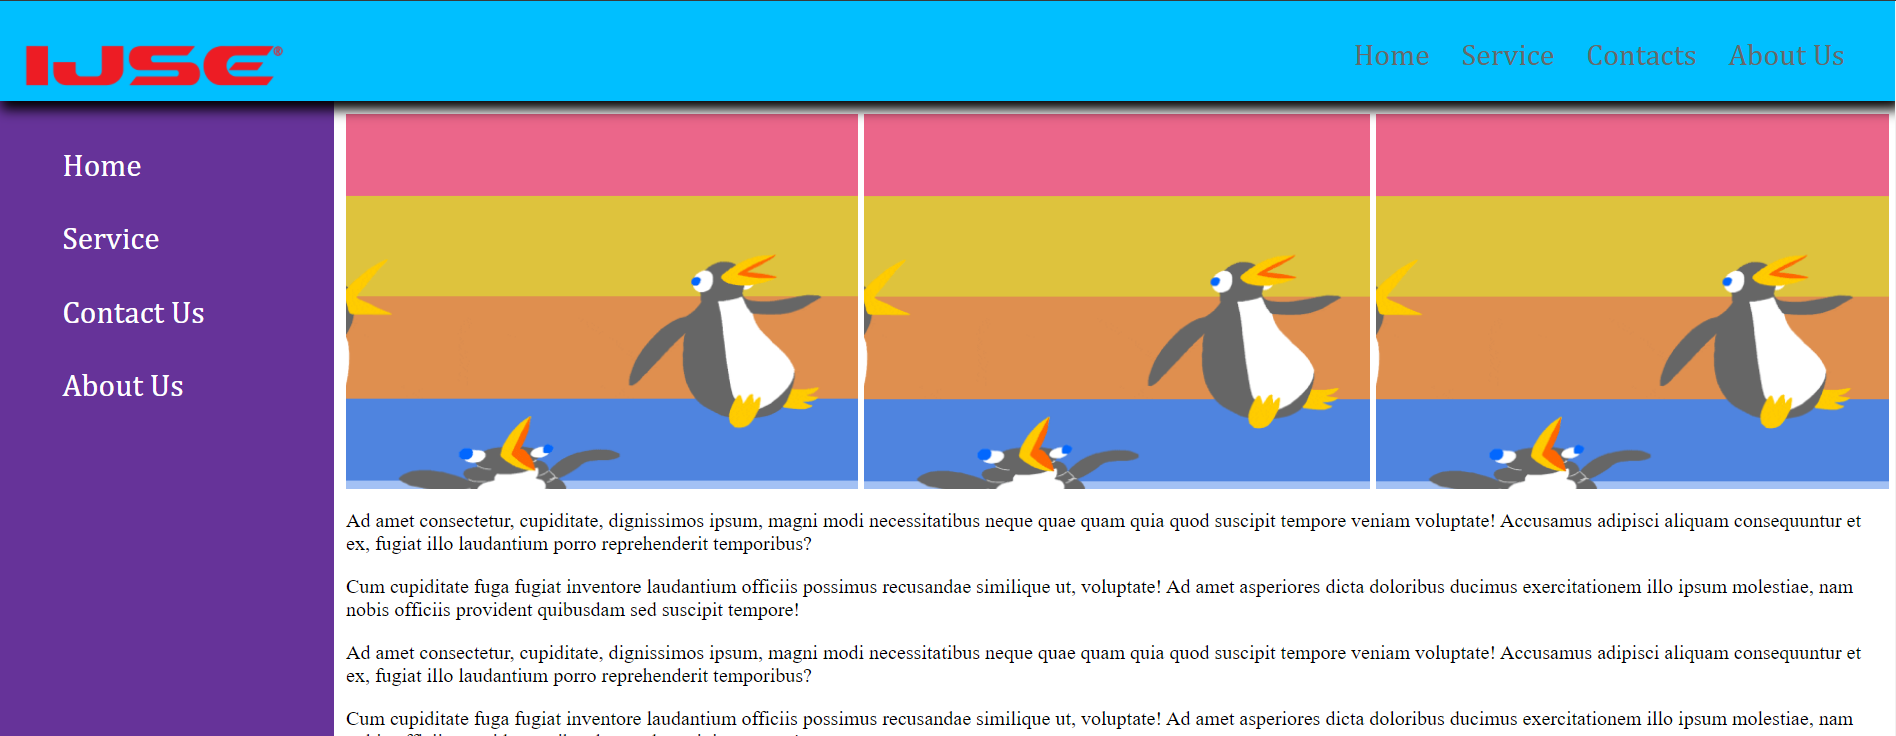 IJSE®
Home Service Contacts About Us
Home
Service
Contact Us
About Us
Ad amet consectetur, cupiditate, dignissimos ipsum, magni modi necessitatibus neque quae quam quia quod suscipit tempore veniam voluptate! Accusamus adipisci aliquam consequuntur et
ex, fugiat illo laudantium porro reprehenderit temporibus?
Cum cupiditate fuga fugiat inventore laudantium officiis possimus recusandae similique ut, voluptate! Ad amet asperiores dicta doloribus ducimus exercitationem illo ipsum molestiae, nam
nobis officiis provident quibusdam sed suscipit tempore!
Ad amet consectetur, cupiditate, dignissimos ipsum, magni modi necessitatibus neque quae quam quia quod suscipit tempore veniam voluptate! Accusamus adipisci aliquam consequuntur et
ex, fugiat illo laudantium porro reprehenderit temporibus?
Cum cupiditate fuga fugiat inventore laudantium officiis possimus recusandae similique ut, voluptate! Ad amet asperiores dicta doloribus ducimus exercitationem illo ipsum molestiae, nam